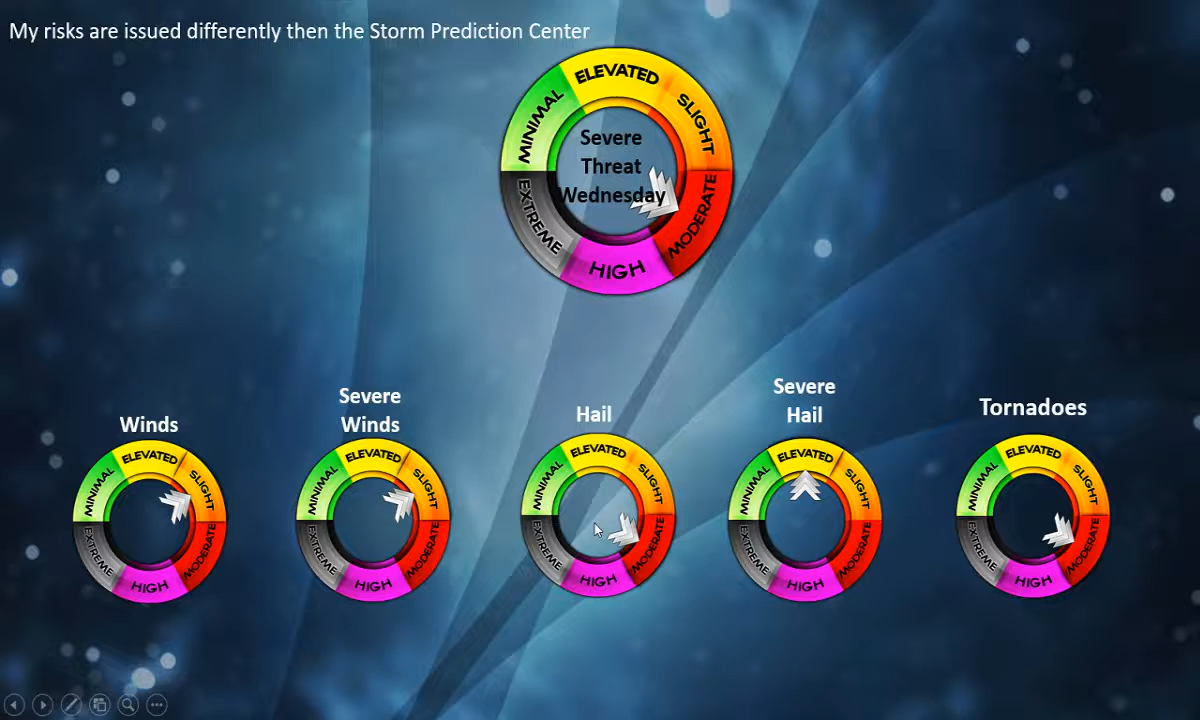 My risks are issued differently then the Storm Prediction Center
MINIMAL
ELEVATED
SLIGHT
MODERATE
HIGH
EXTREME
Severe
Threat
Wednesday
Winds
MINIMAL
ELEVATED
SLIGHT
MODERATE
HIGH
EXTREME
Severe
Winds
MINIMAL
ELEVATED
SLIGHT
MODERATE
HIGH
EXTREME
Hail
MINIMAL
ELEVATED
SLIGHT
MODERATE
HIGH
EXTREME
Severe
Hail
MINIMAL
ELEVATED
SLIGHT
MODERATE
HIGH
EXTREME
Tornadoes
MINIMAL
ELEVATED
SLIGHT
MODERATE
HIGH
EXTREME